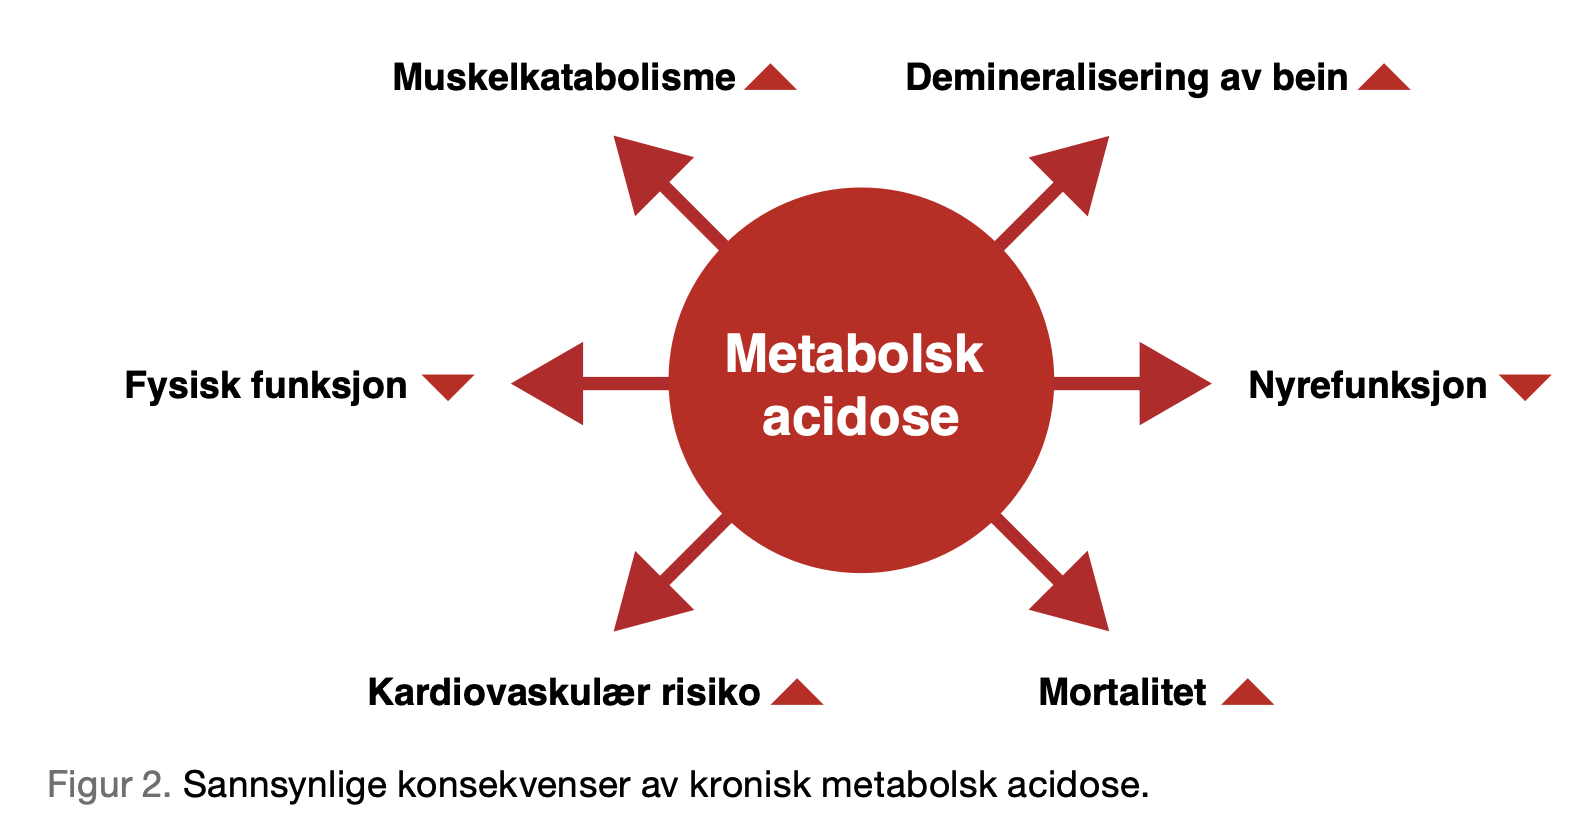 Muskelkatabolisme
Demineralisering av bein
Metabolsk
acidose
Fysisk funksjon
Nyrefunksjon
Kardiovaskulær risiko
Mortalitet
Figur 2. Sannsynlige konsekvenser av kronisk metabolsk acidose.